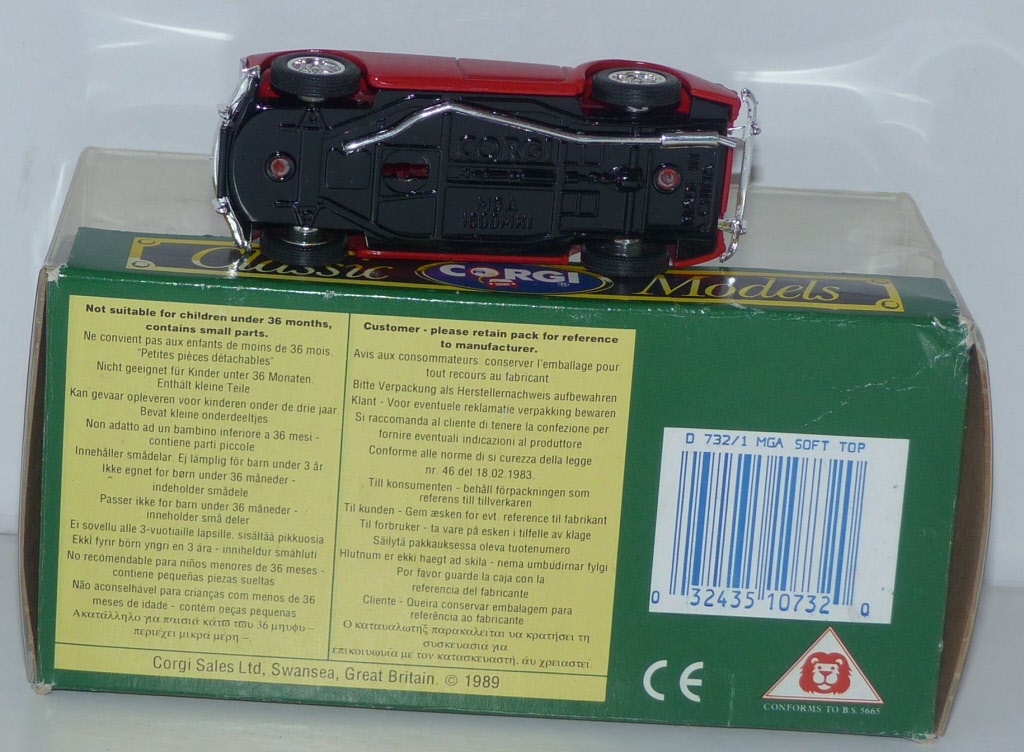 CORGI
MGA
1600MK1
Classic CORGI Models
Not suitable for children under 36 months,
contains small parts.
Ne convient pas aux enfants de moins de 36 mois.
"Petites pièces détachables"
Nicht geeignet für Kinder unter 36 Monaten.
Enthält kleine Teile
Kan gevaar opleveren voor kinderen onder de drie jaar
Bevat kleine onderdeeltjes
Non adatto ad un bambino inferiore a 36 mesi -
contiene parti piccole
Innehåller smådelar. Ej lämplig för barn under 3 år
Ikke egnet for børn under 36 måneder -
indeholder smådele
Passer ikke for barn under 36 måneder -
inneholder små deler
Ei sovellu alle 3-vuotiaille lapsille, sisältää pikkuosia
Ekki fyrir börn yngri en 3 ára - inniheldur smáhluti
No recomendable para niños menores de 36 meses -
contiene pequeñas piezas sueltas
Não aconselhável para crianças com menos de 36
meses de idade - contém peças pequenas
Ακατάλληλο για παισιά κάτω του 36 μηυφυ –
περιέχει μικρά μέρη –
Customer - please retain pack for reference
to manufacturer.
Avis aux consommateurs conserver l'emballage pour
tout recours au fabricant
Bitte Verpackung als Herstellernachweis aufbewahren
Klant - Voor eventuele reklamatie verpakking bewaren
Si raccomanda al cliente di tenere la confezione per
fornire eventuali indicazioni al produttore
Conforme alle norme di si curezza della legge
nr. 46 del 18.02.1983.
Till konsumenten - behåll förpackningen som
referens till tillverkaren
Til kunden - Gem æsken for evt. reference til fabrikant
Til forbruker - ta vare på esken i tilfelle av klage
Säilytä pakkauksessa oleva tuotenumero
Hlutnum er ekki haegt ad skila - nema umbúdirnar fylgi
Por favor guarde la caja con la
referencia del fabricante
Cliente - Queira conservar embalagem para
referência ao fabricante
Ο καταυαλωτής παρακαλειται υα κρατήσει τη
συσκευασιά για
επικοιυωυία με τον κατασκευαστή, άυ χρειαστεί.
Corgi Sales Ltd, Swansea, Great Britain. © 1989
D 732/1 MGA SOFT TOP
0 32435 10732 0
CE
CONFORMS TO B.S. 5665